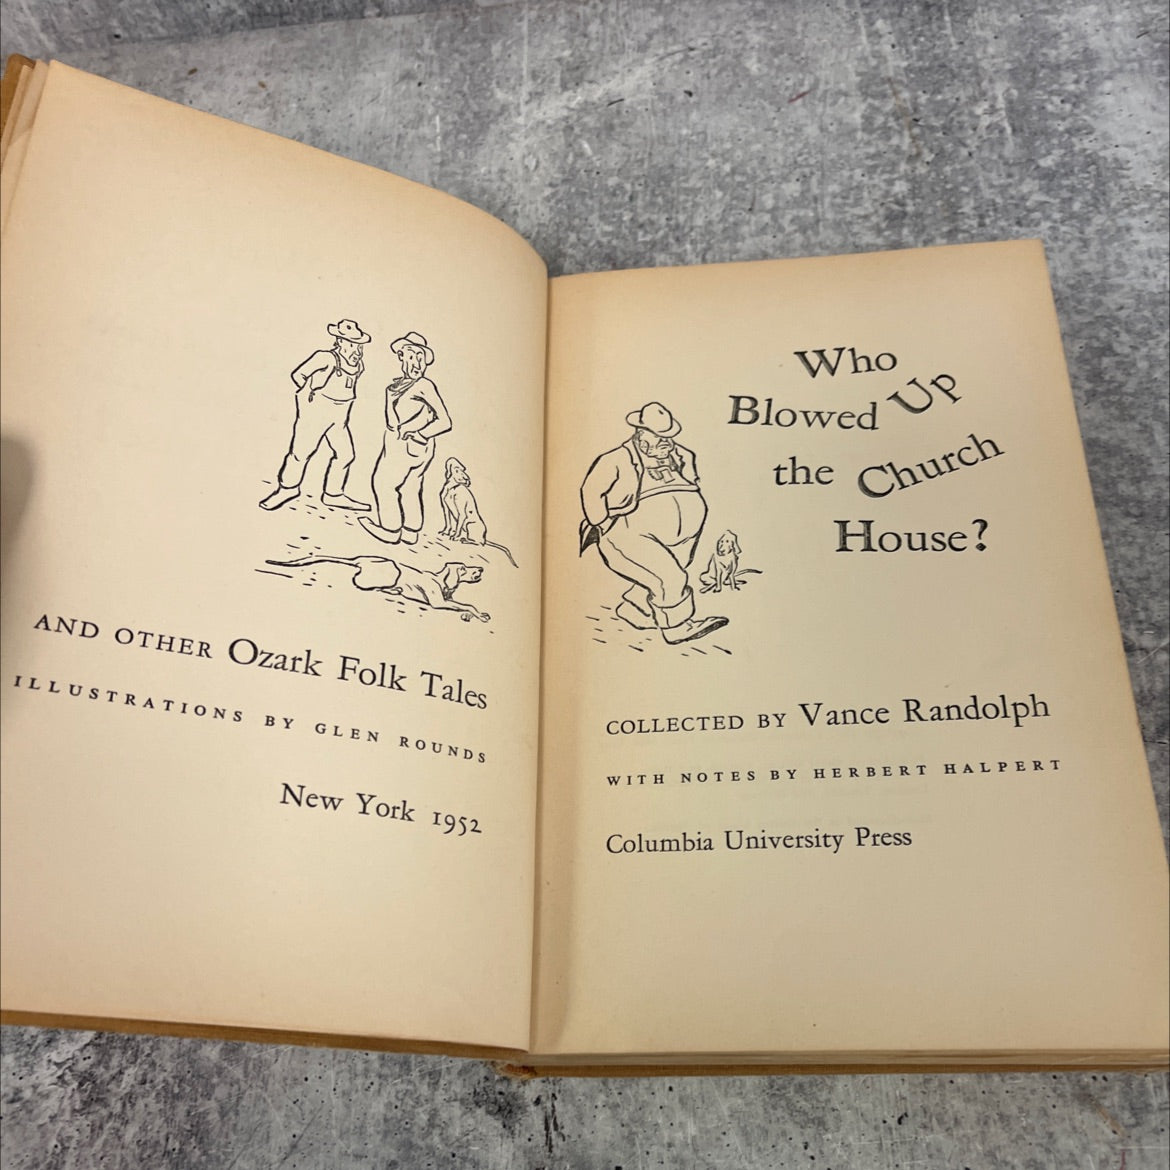 AND OTHER Ozark Folk Tales
ILLUSTRATIONS BY GLEN ROUNDS
New York 1952
Who
Blowed Up
the Church
House?
COLLECTED BY Vance Randolph
WITH NOTES BY HERBERT HALPERT
Columbia University Press